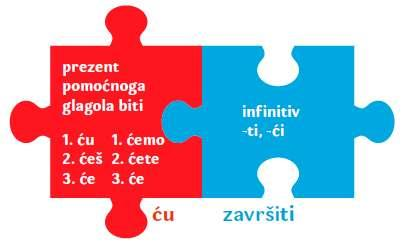 prezent
pomoćnoga
glagola biti
1. ću 1. ćemo
2. ćeš 2. ćete
3. će 3. će
infinitiv
-ti, -ći
ću završiti